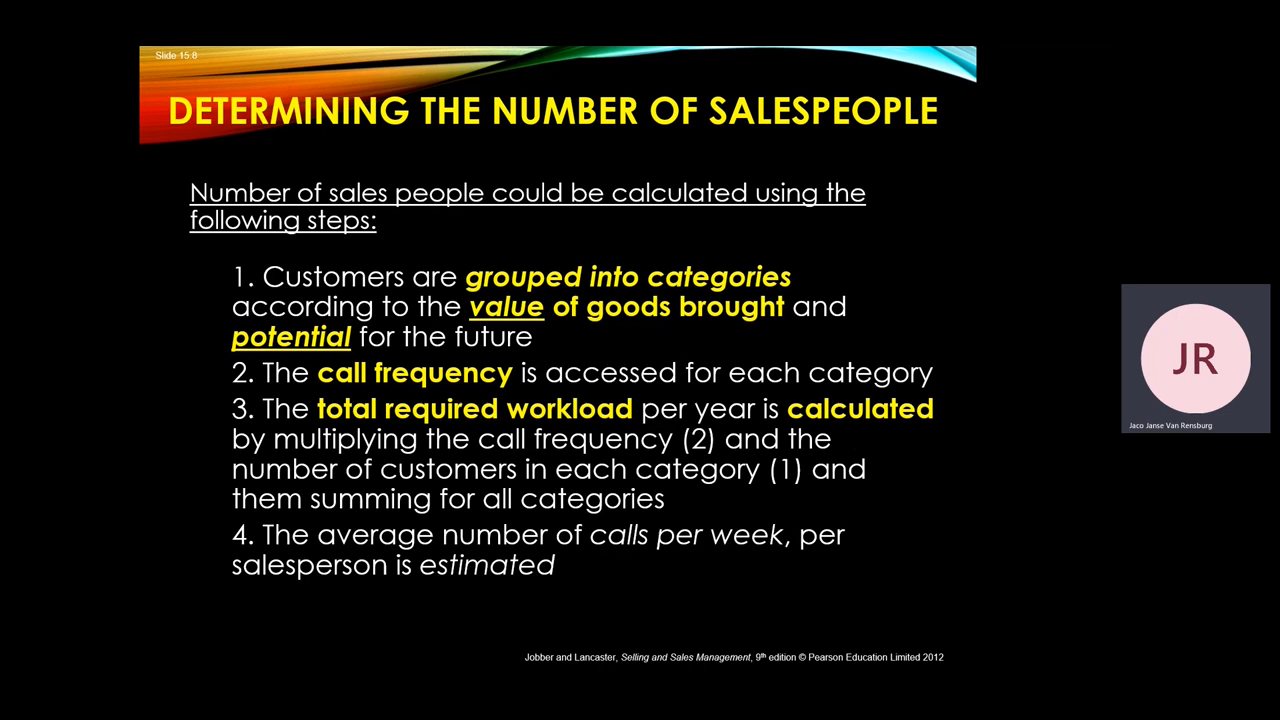 Slide 15.8
DETERMINING THE NUMBER OF SALESPEOPLE
Number of sales people could be calculated using the
following steps:
1. Customers are grouped into categories
according to the value of goods brought and
potential for the future
2. The call frequency is accessed for each category
3. The total required workload per year is calculated
by multiplying the call frequency (2) and the
number of customers in each category (1) and
them summing for all categories
4. The average number of calls per week, per
salesperson is estimated
JR
Jaco Janse Van Rensburg
Jobber and Lancaster, Selling and Sales Management, 9th edition © Pearson Education Limited 2012